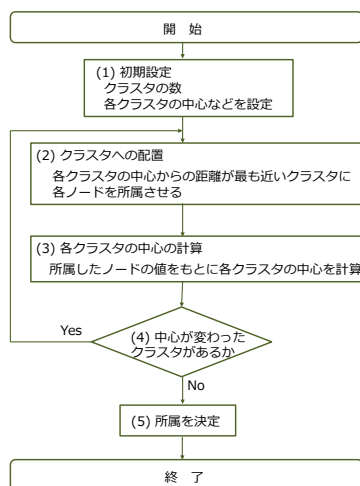 開 始
(1) 初期設定
クラスタの数
各クラスタの中心などを設定
(2) クラスタへの配置
各クラスタの中心からの距離が最も近いクラスタに
各ノードを所属させる
(3) 各クラスタの中心の計算
所属したノードの値をもとに各クラスタの中心を計算
Yes
(4) 中心が変わった
クラスタがあるか
No
(5) 所属を決定
終 了